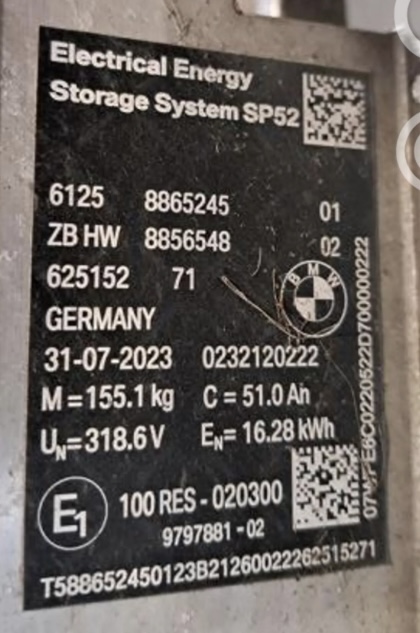 Electrical Energy
Storage System SP52
6125 8865245 01
ZB HW 8856548 02
625152 71
BMW
GERMANY
31-07-2023 0232120222
M = 155.1 kg C = 51.0 Ah
UN = 318.6 V EN = 16.28 kWh
E1
100 RES - 020300
9797881 - 02
T588652450123B21260022262515271